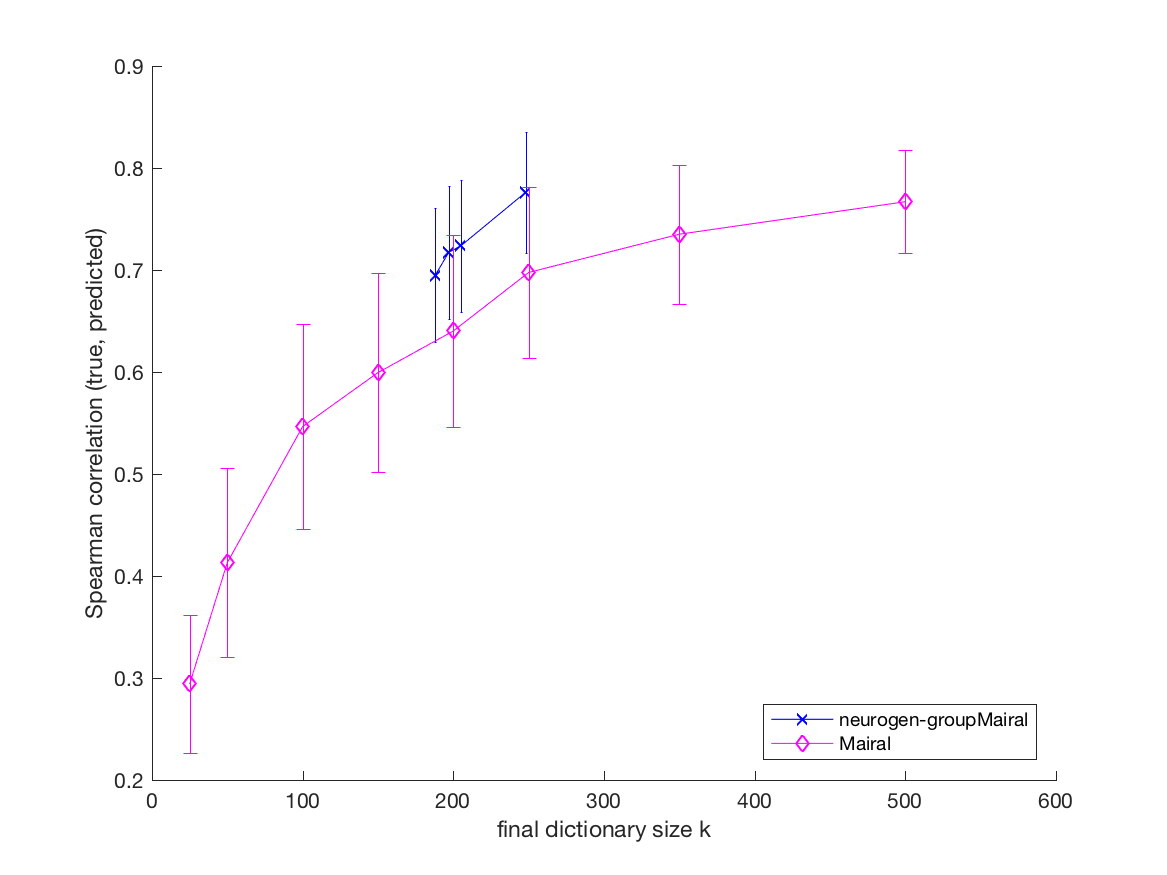 0.9
0.8
0.7
0.6
0.5
0.4
0.3
0.2
Spearman correlation (true, predicted)
0 100 200 300 400 500 600
final dictionary size k
neurogen-groupMairal
Mairal